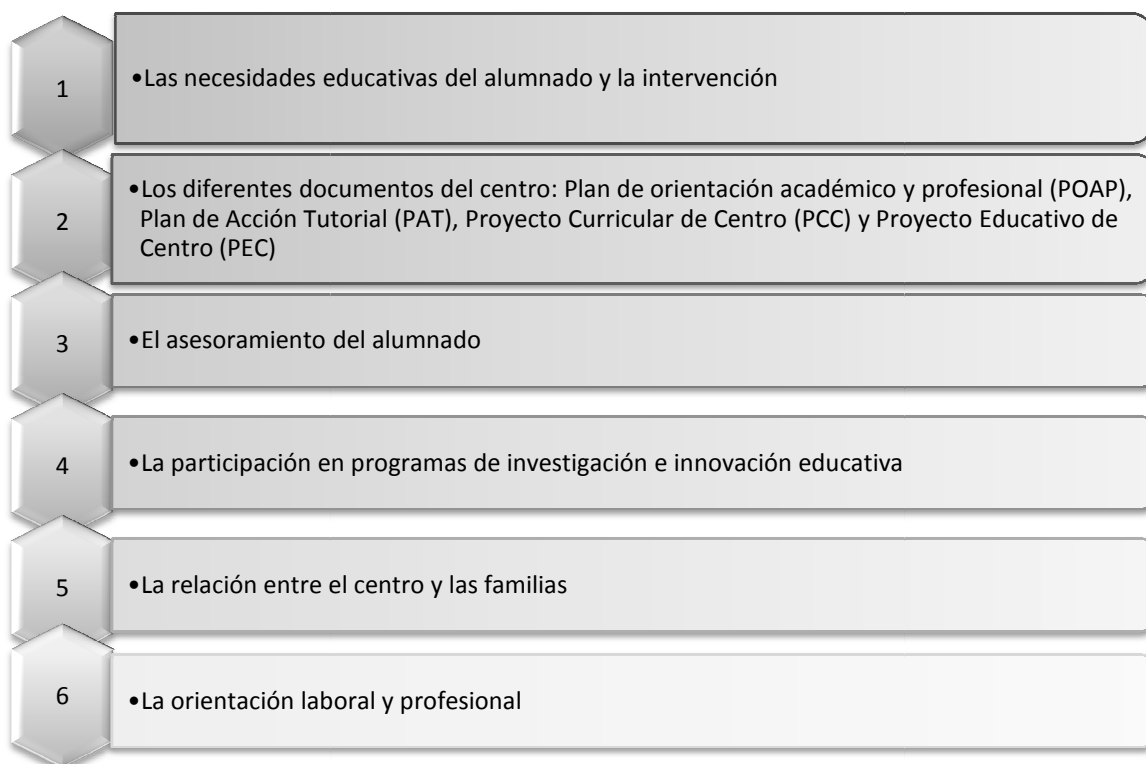 1
•Las necesidades educativas del alumnado y la intervención
2
•Los diferentes documentos del centro: Plan de orientación académico y profesional (POAP),
Plan de Acción Tutorial (PAT), Proyecto Curricular de Centro (PCC) y Proyecto Educativo de
Centro (PEC)
3
•El asesoramiento del alumnado
4
•La participación en programas de investigación e innovación educativa
5
•La relación entre el centro y las familias
6
•La orientación laboral y profesional